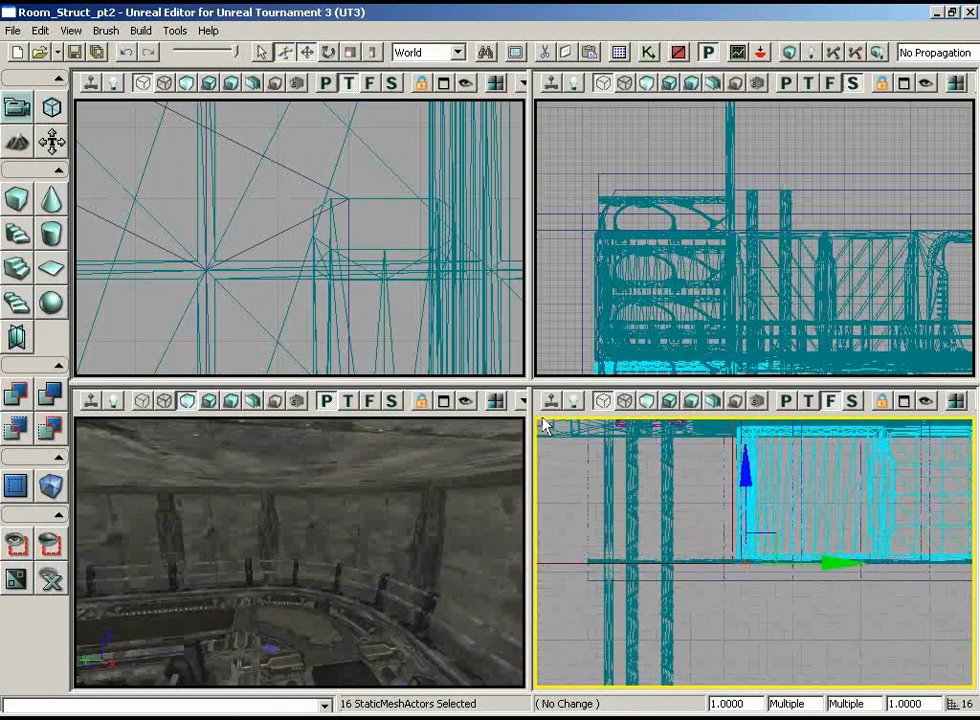 Room_Struct_pt2 - Unreal Editor for Unreal Tournament 3 (UT3)
File Edit View Brush Build Tools Help
World P No Propagation
P T F S P T F S
P T F S P T F S
16 StaticMeshActors Selected (No Change) 1.0000 Multiple Multiple 1.0000 16